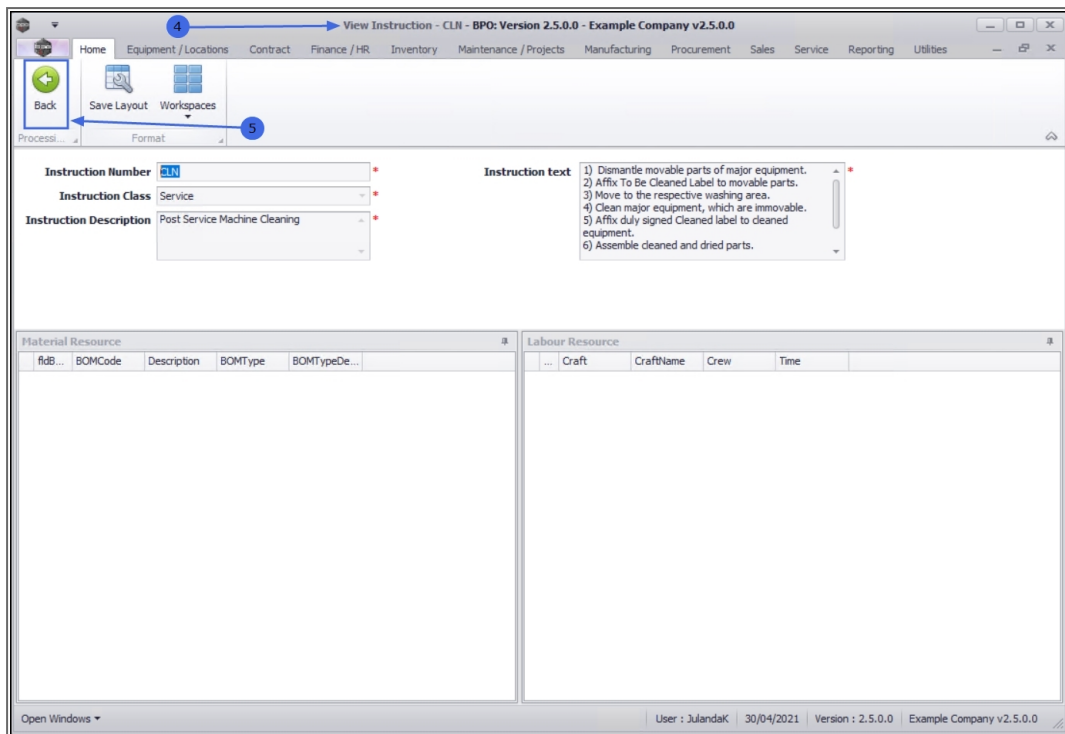 4
View Instruction - CLN - BPO: Version 2.5.0.0 - Example Company v2.5.0.0
Home Equipment / Locations Contract Finance / HR Inventory Maintenance / Projects Manufacturing Procurement Sales Service Reporting Utilities
Back Save Layout Workspaces
5
Processi... Format
Instruction Number CLN *
Instruction Class Service *
Instruction Description Post Service Machine Cleaning *
Instruction text *
1) Dismantle movable parts of major equipment.
2) Affix To Be Cleaned Label to movable parts.
3) Move to the respective washing area.
4) Clean major equipment, which are immovable.
5) Affix duly signed Cleaned label to cleaned
equipment.
6) Assemble cleaned and dried parts.
Material Resource
fldB... BOMCode Description BOMType BOMTypeDe...
Labour Resource
... Craft CraftName Crew Time
Open Windows User : JulandaK 30/04/2021 Version : 2.5.0.0 Example Company v2.5.0.0